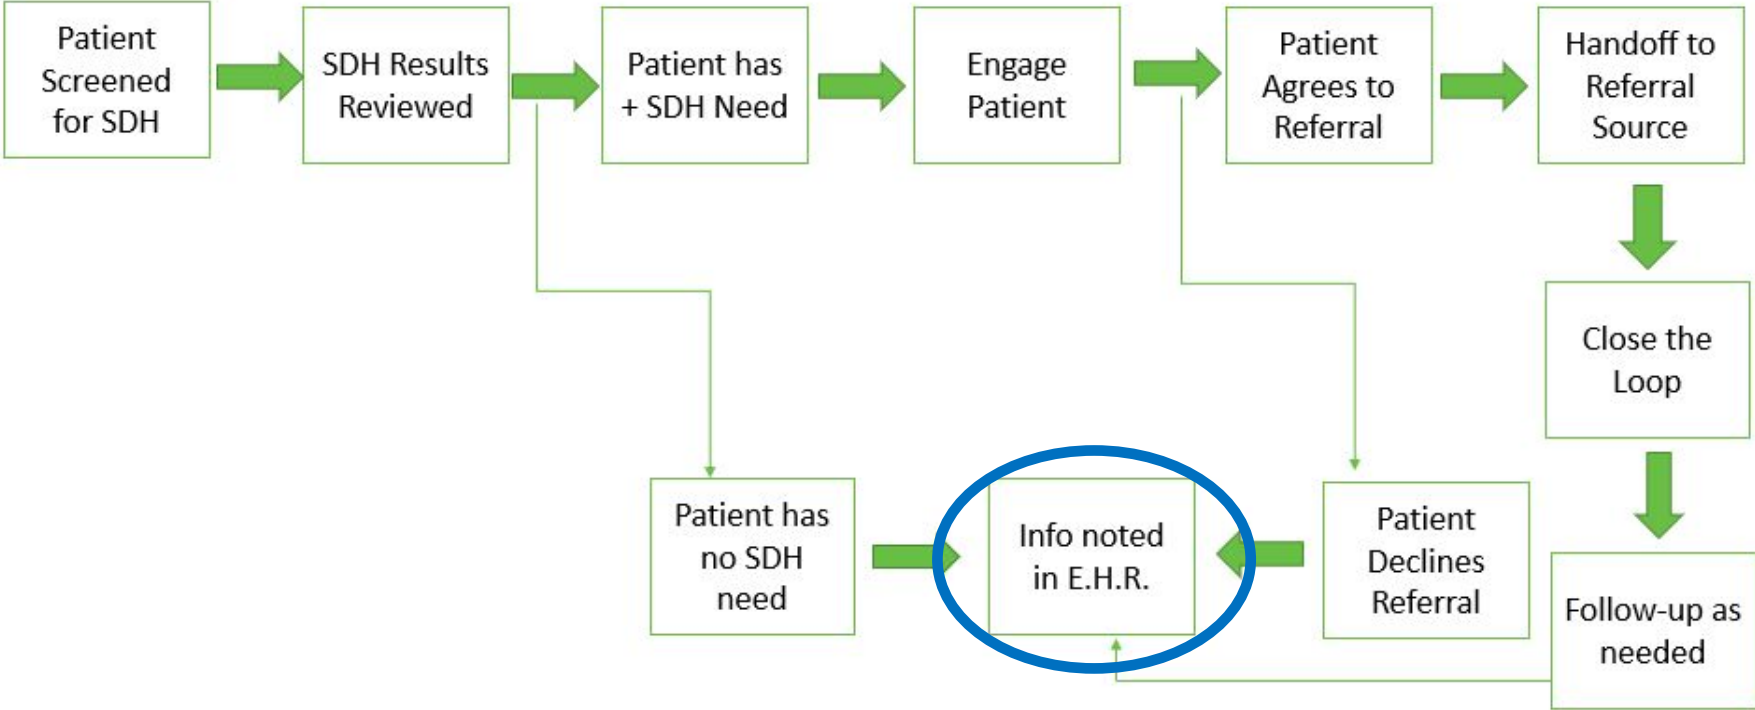 Patient
Screened
for SDH
SDH Results
Reviewed
Patient has
+ SDH Need
Engage
Patient
Patient
Agrees to
Referral
Handoff to
Referral
Source
Close the
Loop
Patient has
no SDH
need
Info noted
in E.H.R.
Patient
Declines
Referral
Follow-up as
needed